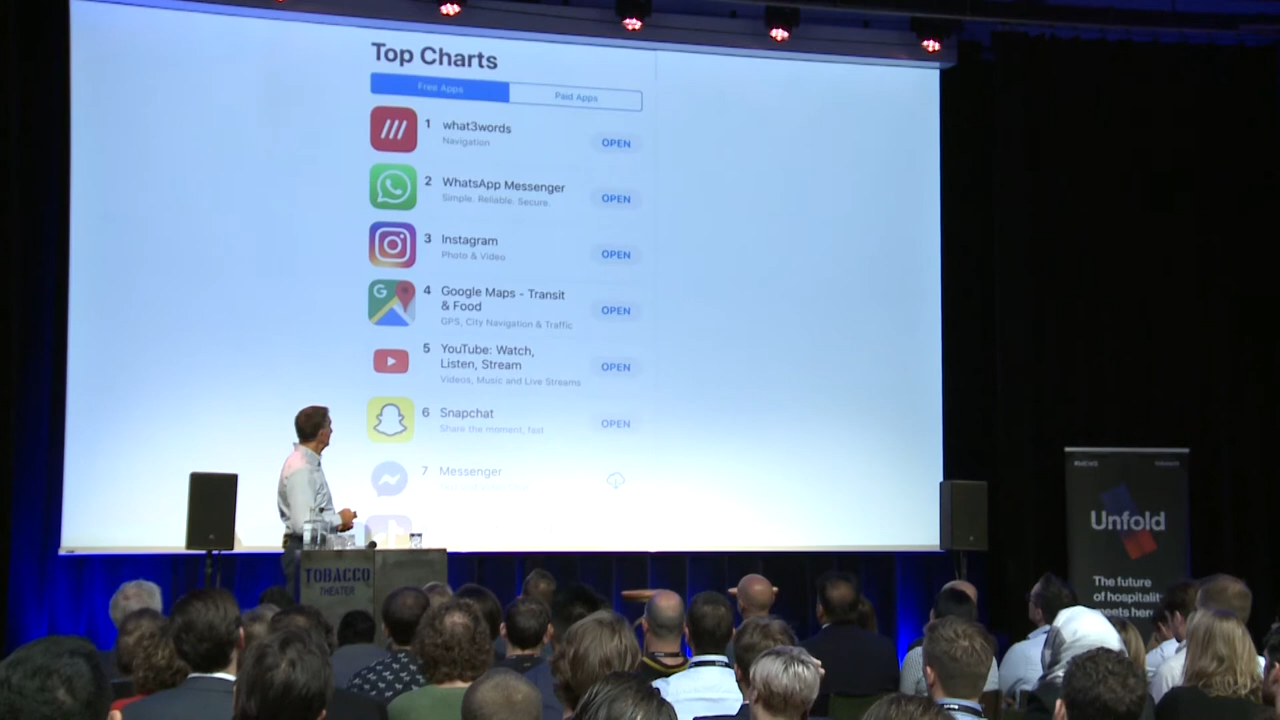 Top Charts
Free Apps
Paid Apps
1 what3words
Navigation
OPEN
2 WhatsApp Messenger
Simple. Reliable. Secure.
OPEN
3 Instagram
Photo & Video
OPEN
G
4 Google Maps - Transit
& Food
GPS, City Navigation & Traffic
OPEN
5 YouTube: Watch,
Listen, Stream
Videos, Music and Live Streams
OPEN
6 Snapchat
Share the moment, fast
OPEN
7 Messenger
TOBACCO
THEATER
Unfold
The future
of hospitality
meets here